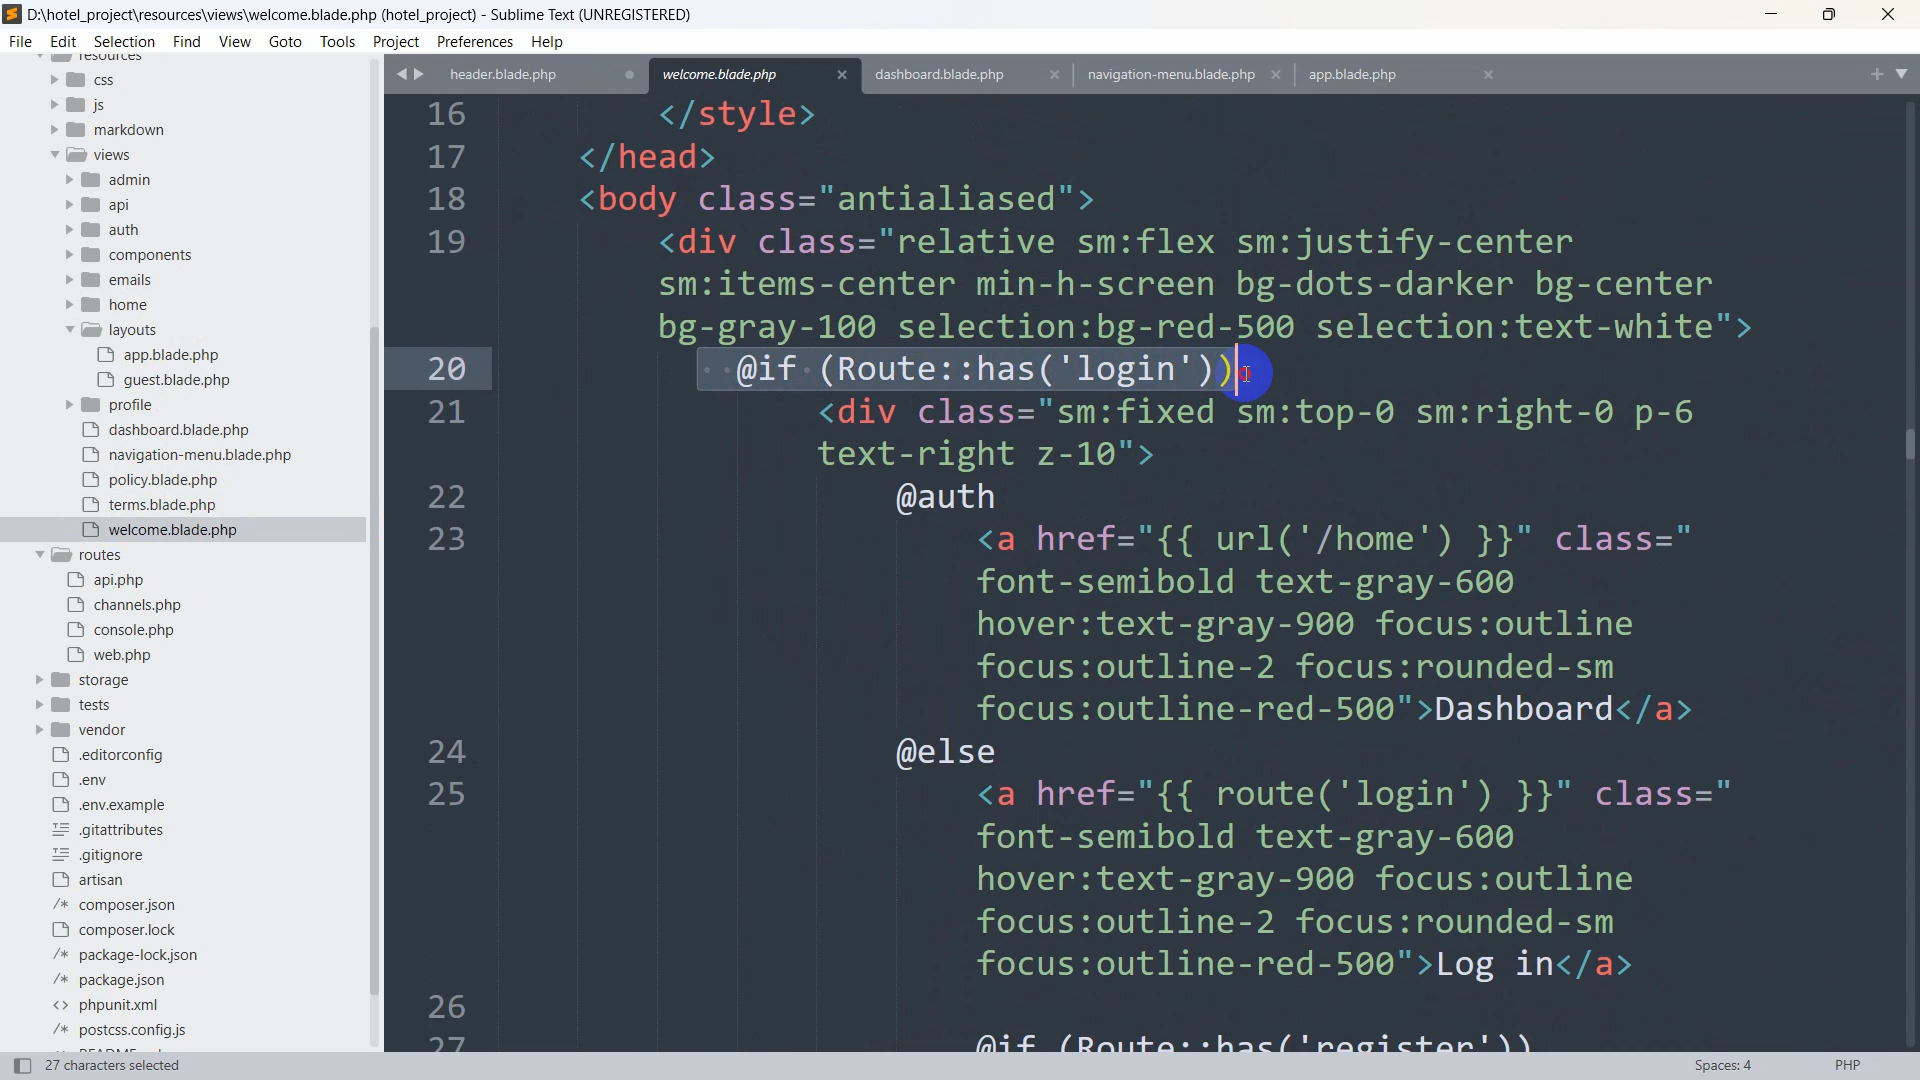 D:\hotel_project\resources\views\welcome.blade.php (hotel_project) - Sublime Text (UNREGISTERED)
File Edit Selection Find View Goto Tools Project Preferences Help
header.blade.php welcome.blade.php dashboard.blade.php navigation-menu.blade.php app.blade.php
resources
css
js
markdown
views
admin
api
auth
components
emails
home
layouts
app.blade.php
guest.blade.php
profile
dashboard.blade.php
navigation-menu.blade.php
policy.blade.php
terms.blade.php
welcome.blade.php
routes
api.php
channels.php
console.php
web.php
storage
tests
vendor
.editorconfig
.env
.env.example
.gitattributes
.gitignore
artisan
/* composer.json
composer.lock
/* package-lock.json
/* package.json
<> phpunit.xml
/* postcss.config.js
16 </style>
17 </head>
18 <body class="antialiased">
19 <div class="relative sm:flex sm:justify-center
sm:items-center min-h-screen bg-dots-darker bg-center
bg-gray-100 selection:bg-red-500 selection:text-white">
20 @if (Route::has('login'))
21 <div class="sm:fixed sm:top-0 sm:right-0 p-6
text-right z-10">
22 @auth
23 <a href="{{ url('/home') }}" class="
font-semibold text-gray-600
hover:text-gray-900 focus:outline
focus:outline-2 focus:rounded-sm
focus:outline-red-500">Dashboard</a>
24 @else
25 <a href="{{ route('login') }}" class="
font-semibold text-gray-600
hover:text-gray-900 focus:outline
focus:outline-2 focus:rounded-sm
focus:outline-red-500">Log in</a>
26
27 @if (Route::has('register'))
27 characters selected Spaces: 4 PHP